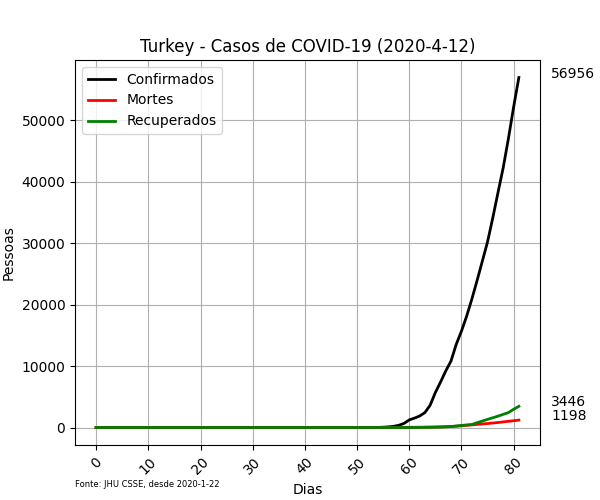 Turkey - Casos de COVID-19 (2020-4-12)
Confirmados
Mortes
Recuperados
56956
3446
1198
Pessoas
50000
40000
30000
20000
10000
0
0 10 20 30 40 50 60 70 80
Dias
Fonte: JHU CSSE, desde 2020-1-22